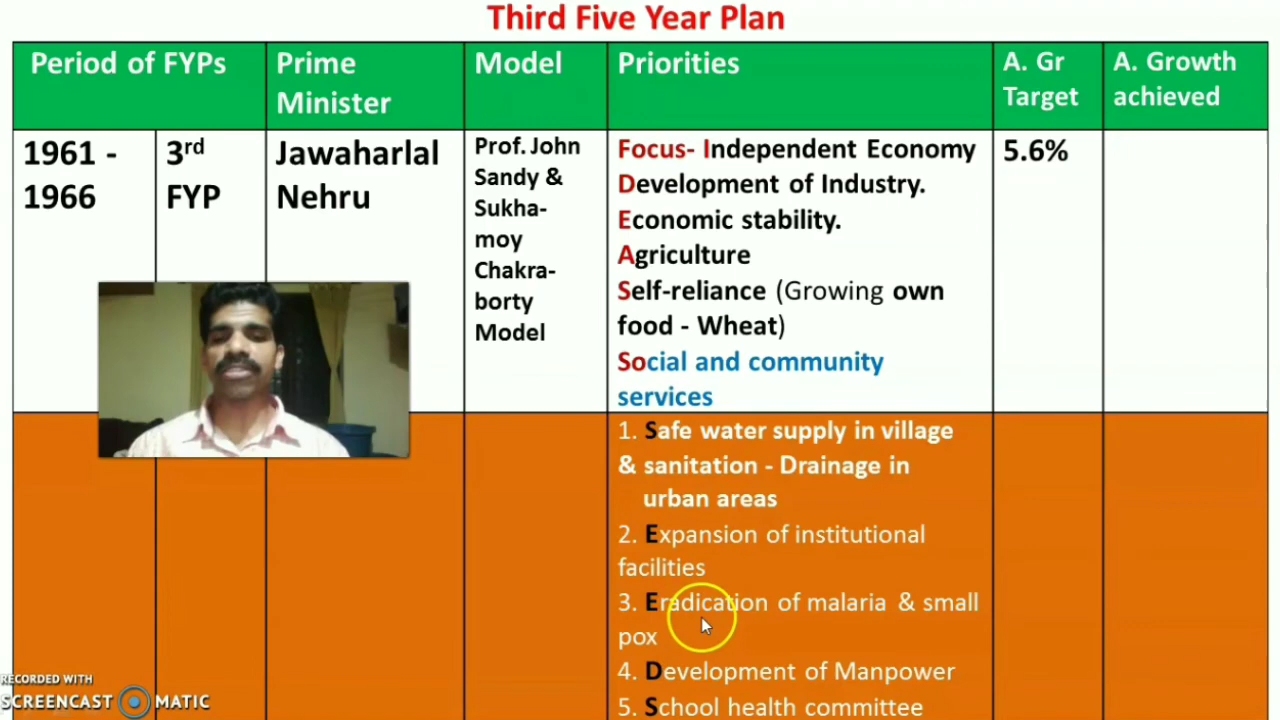 Third Five Year Plan
Period of FYPs
Prime
Minister
Model
Priorities
A. Gr
Target
A. Growth
achieved
1961 -
1966
3rd
FYP
Jawaharlal
Nehru
Prof. John
Sandy &
Sukha-
moy
Chakra-
borty
Model
Focus- Independent Economy
Development of Industry.
Economic stability.
Agriculture
Self-reliance (Growing own
food - Wheat)
Social and community
services
5.6%
1. Safe water supply in village
& sanitation - Drainage in
urban areas
2. Expansion of institutional
facilities
3. Eradication of malaria & small
pox
4. Development of Manpower
5. School health committee
RECORDED WITH
SCREENCAST MATIC